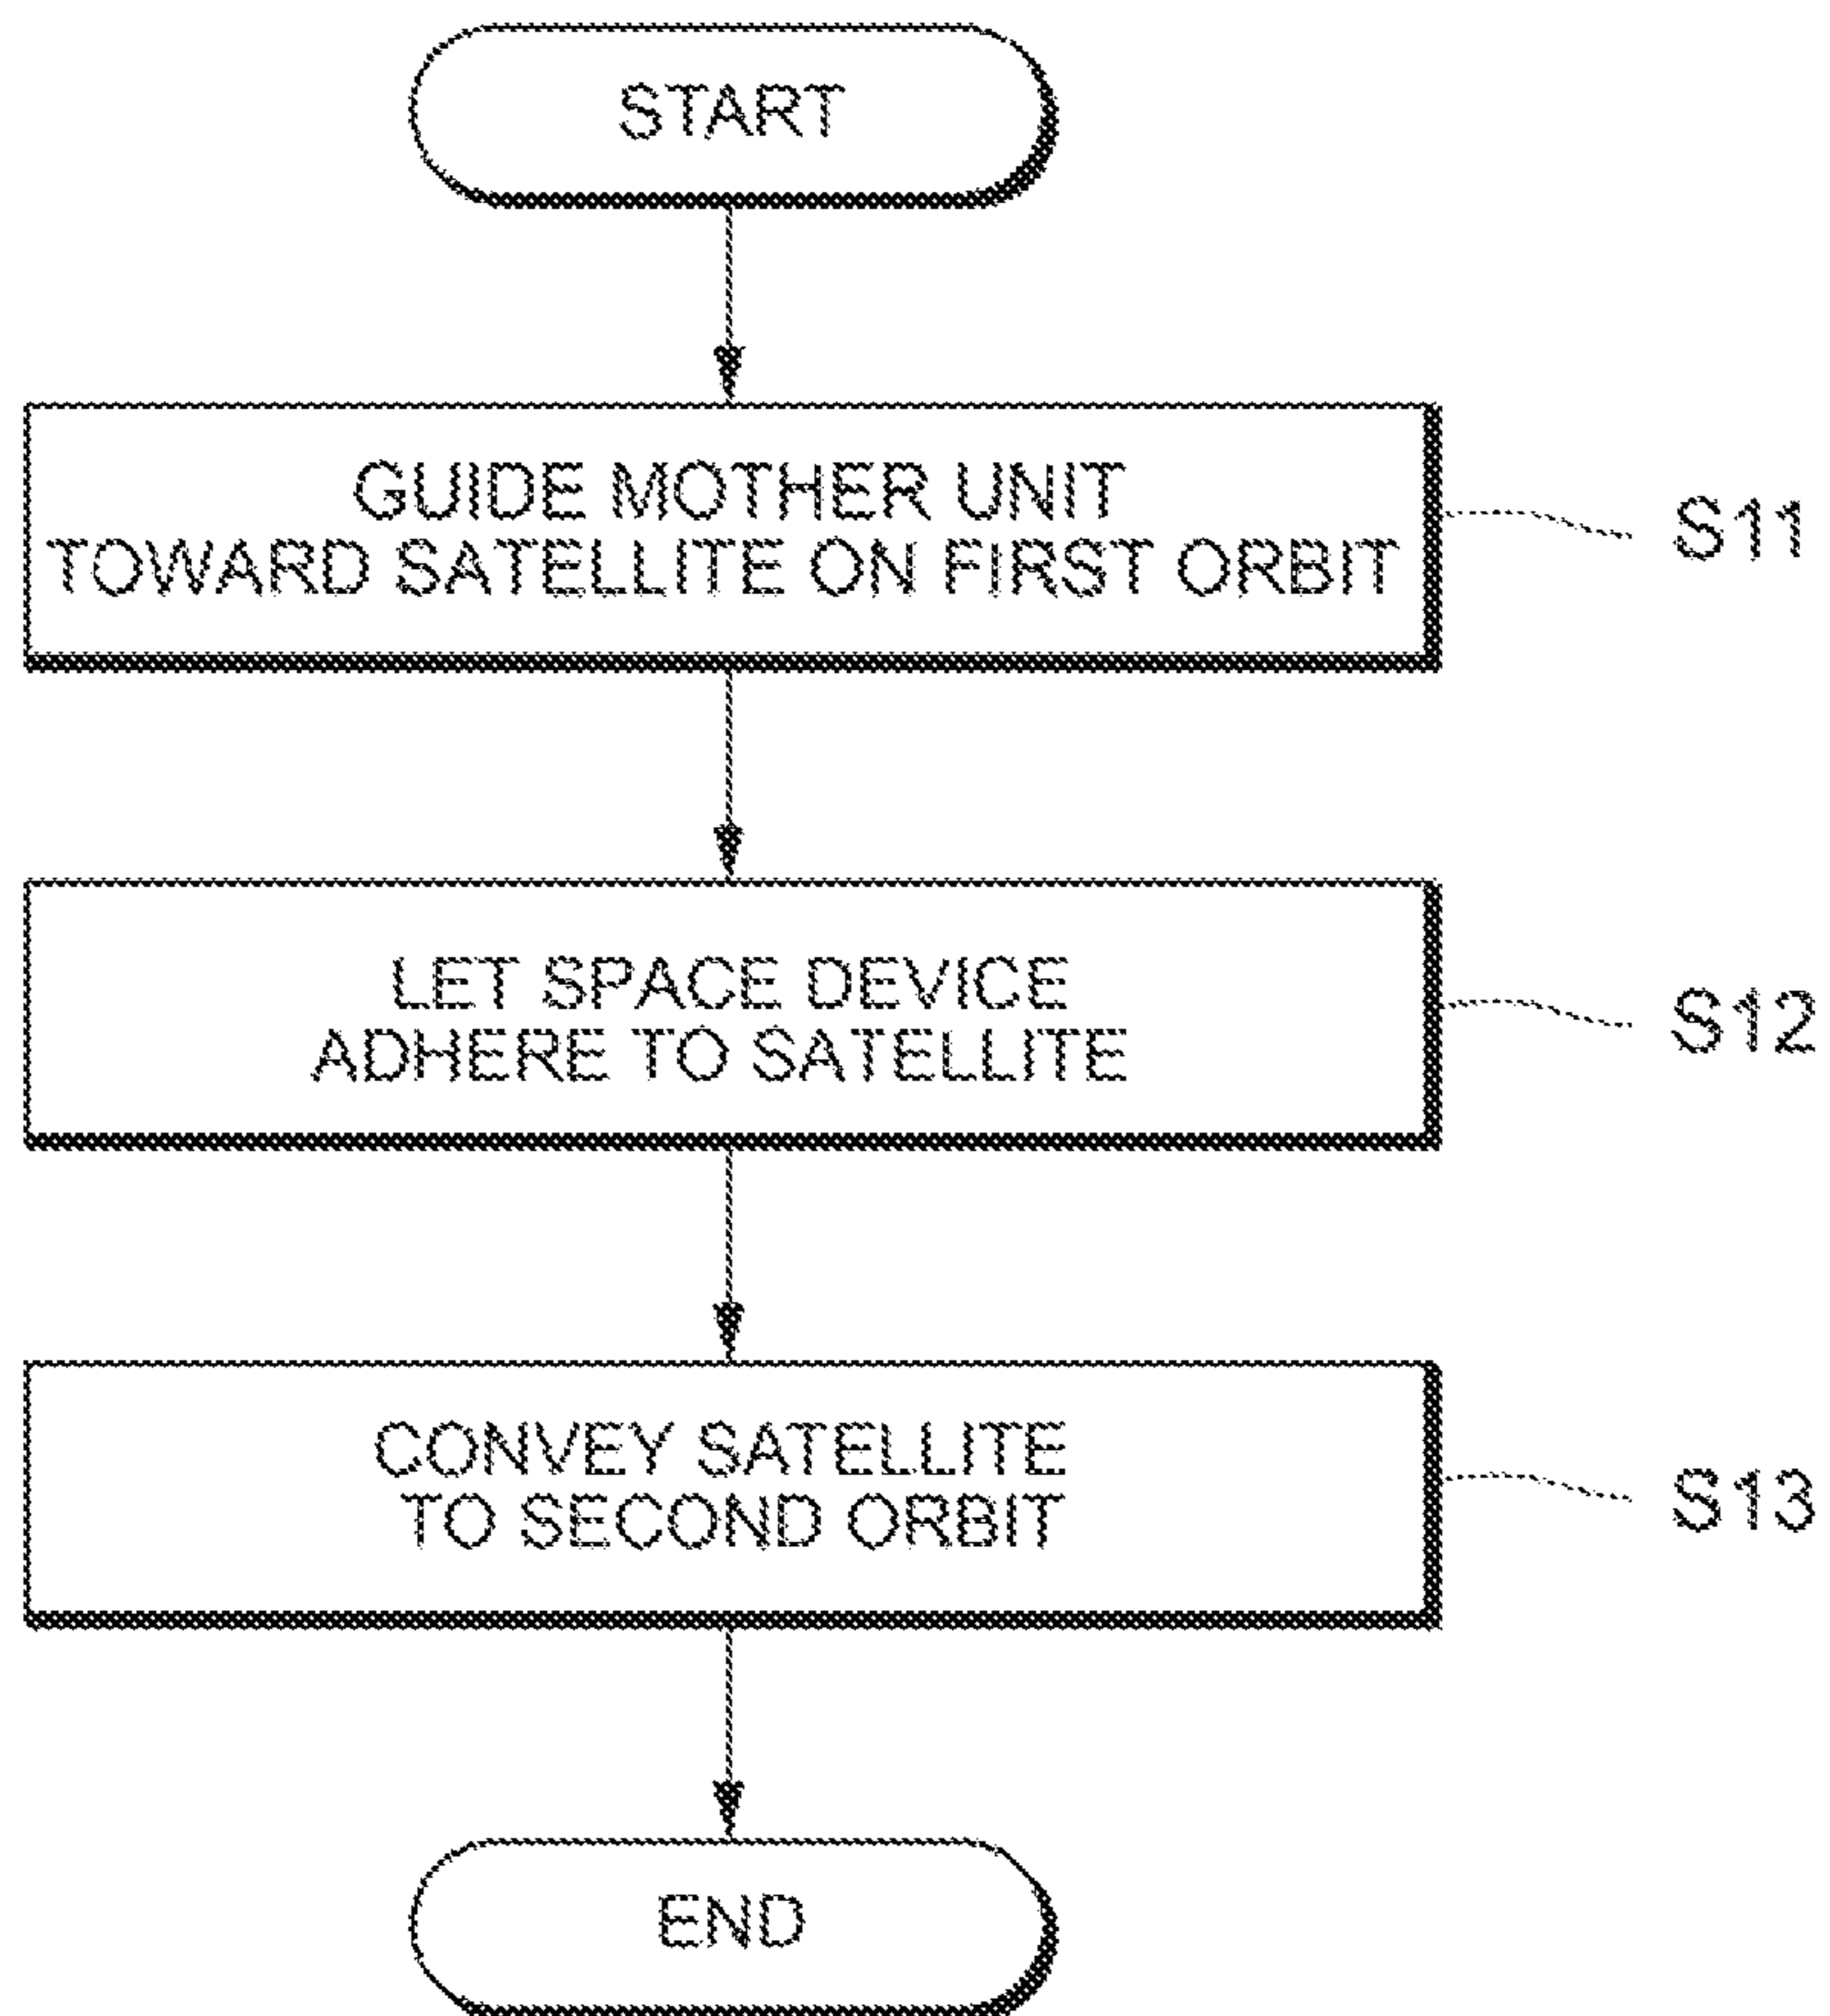 START
GUIDE MOTHER UNIT
TOWARD SATELLITE ON FIRST ORBIT
S11
LET SPACE DEVICE
ADHERE TO SATELLITE
S12
CONVEY SATELLITE
TO SECOND ORBIT
S13
END